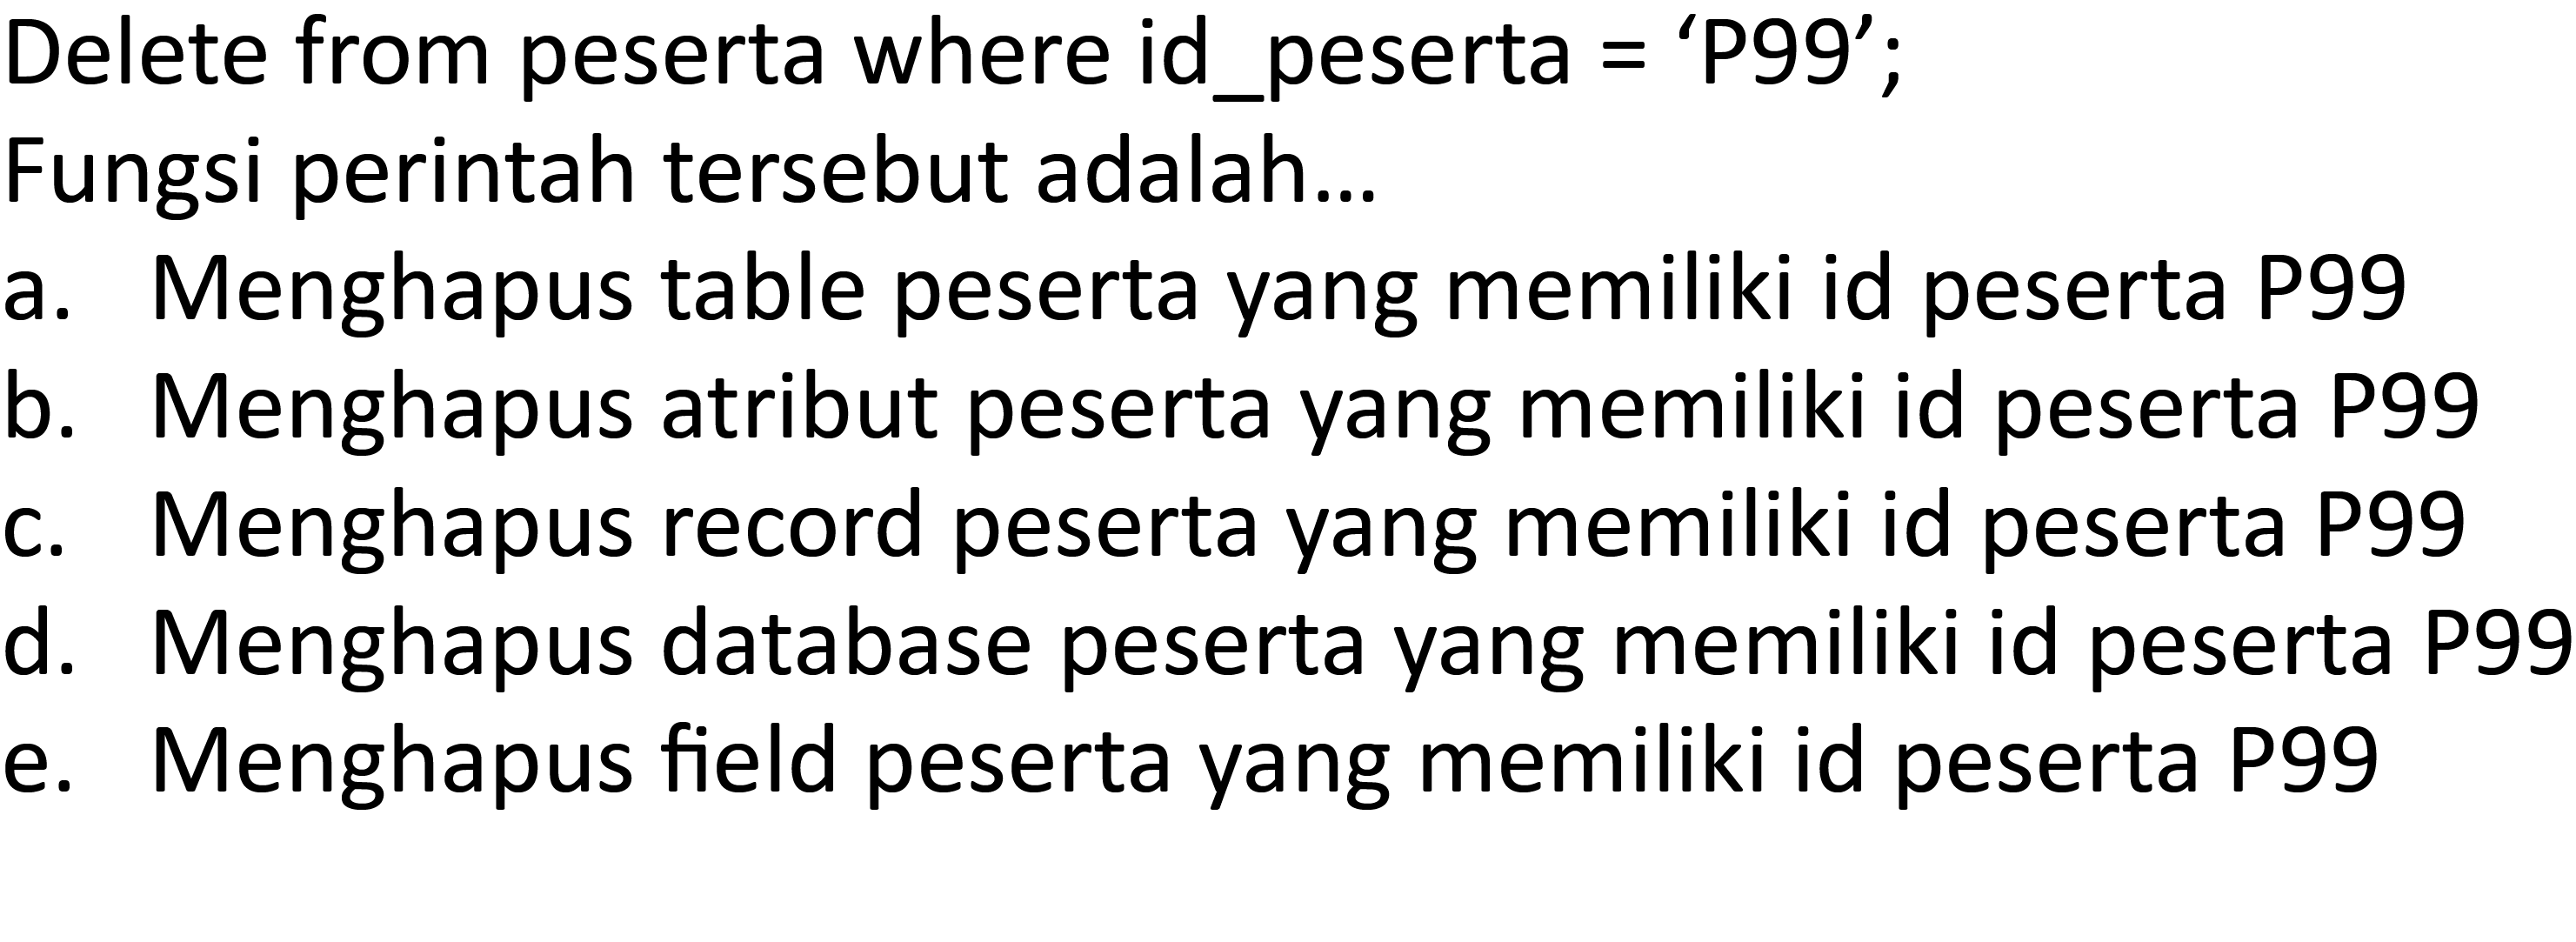 Delete from peserta where id_peserta = ‘P99’;
Fungsi perintah tersebut adalah...
a. Menghapus table peserta yang memiliki id peserta P99
b. Menghapus atribut peserta yang memiliki id peserta P99
c. Menghapus record peserta yang memiliki id peserta P99
d. Menghapus database peserta yang memiliki id peserta P99
e. Menghapus field peserta yang memiliki id peserta P99